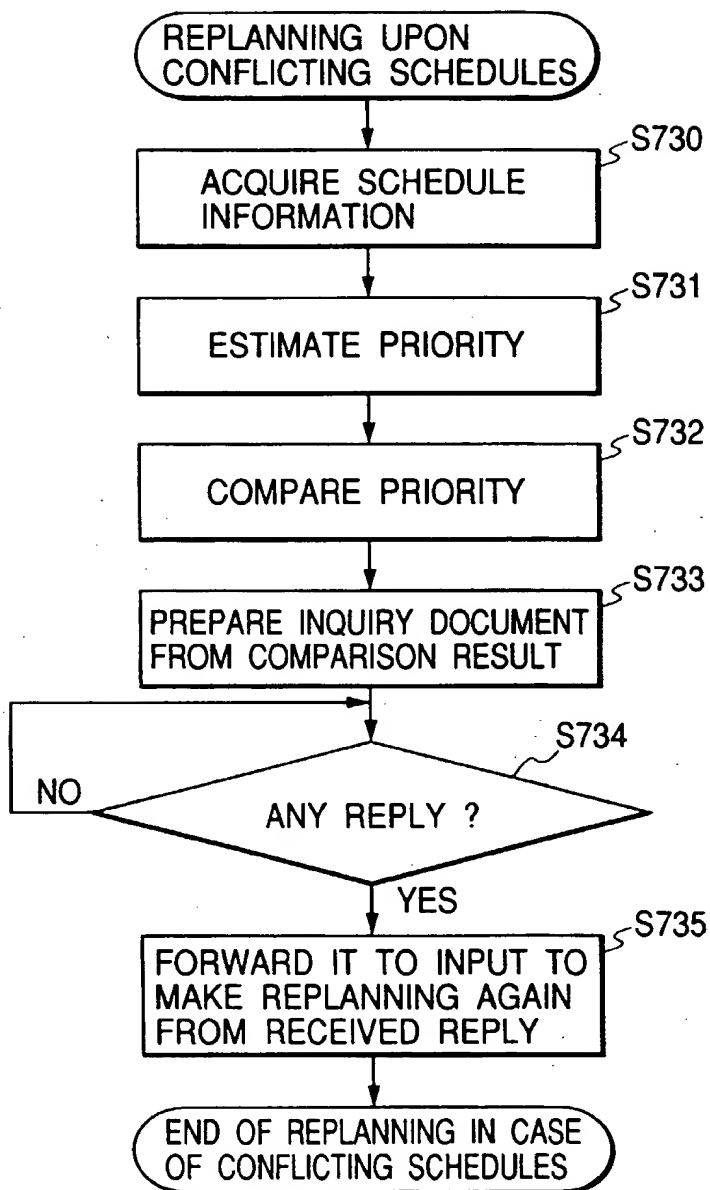 REPLANNING UPON
CONFLICTING SCHEDULES
S730
ACQUIRE SCHEDULE
INFORMATION
S731
ESTIMATE PRIORITY
S732
COMPARE PRIORITY
S733
PREPARE INQUIRY DOCUMENT
FROM COMPARISON RESULT
S734
NO
ANY REPLY ?
YES
S735
FORWARD IT TO INPUT TO
MAKE REPLANNING AGAIN
FROM RECEIVED REPLY
END OF REPLANNING IN CASE
OF CONFLICTING SCHEDULES